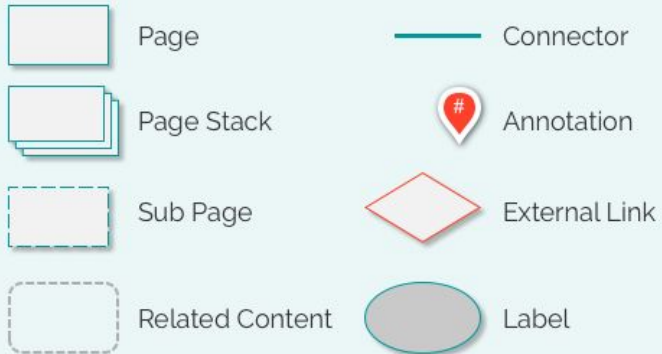 Page
Connector
Page Stack
#
Annotation
Sub Page
External Link
Related Content
Label